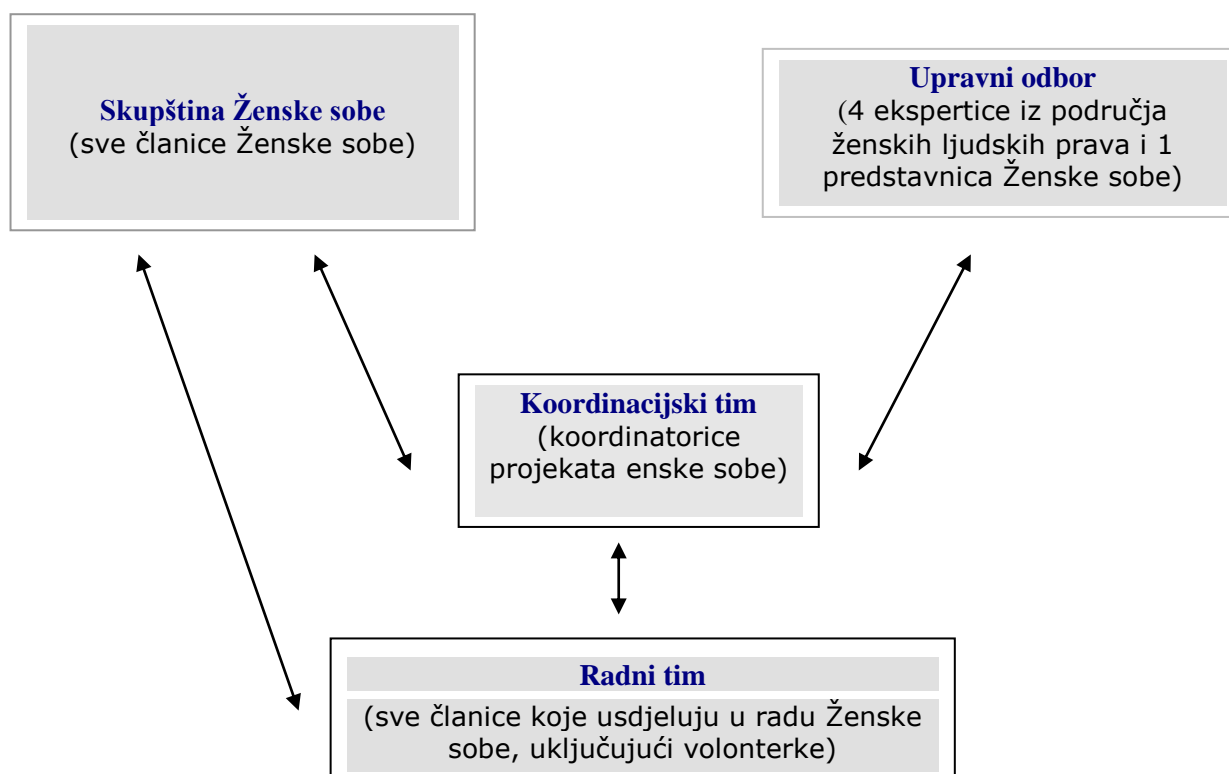 Skupština Ženske sobe
(sve članice Ženske sobe)
Upravni odbor
(4 ekspertice iz područja
ženskih ljudskih prava i 1
predstavnica Ženske sobe)
Koordinacijski tim
(koordinatorice
projekata enske sobe)
Radni tim
(sve članice koje usdjeluju u radu Ženske
sobe, uključujući volonterke)